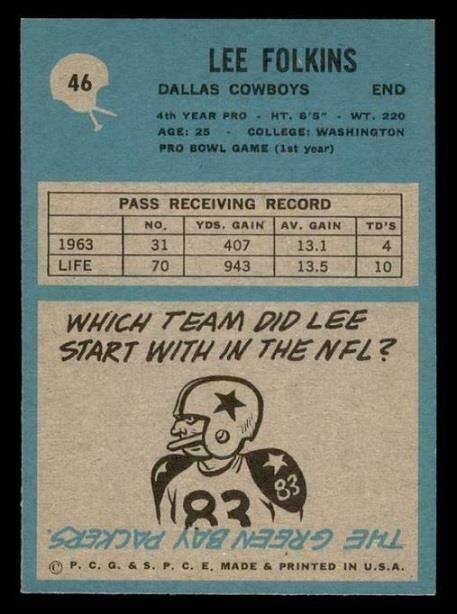 46
LEE FOLKINS
DALLAS COWBOYS END
4th YEAR PRO - HT. 6'5" - WT. 220
AGE: 25 - COLLEGE: WASHINGTON
PRO BOWL GAME (1st year)
PASS RECEIVING RECORD
NO. YDS. GAIN AV. GAIN TD'S
1963 31 407 13.1 4
LIFE 70 943 13.5 10
WHICH TEAM DID LEE
START WITH IN THE NFL?
83
83
THE GREEN BAY PACKERS.
© P. C. G. & S. P. C. E. MADE & PRINTED IN U.S.A.